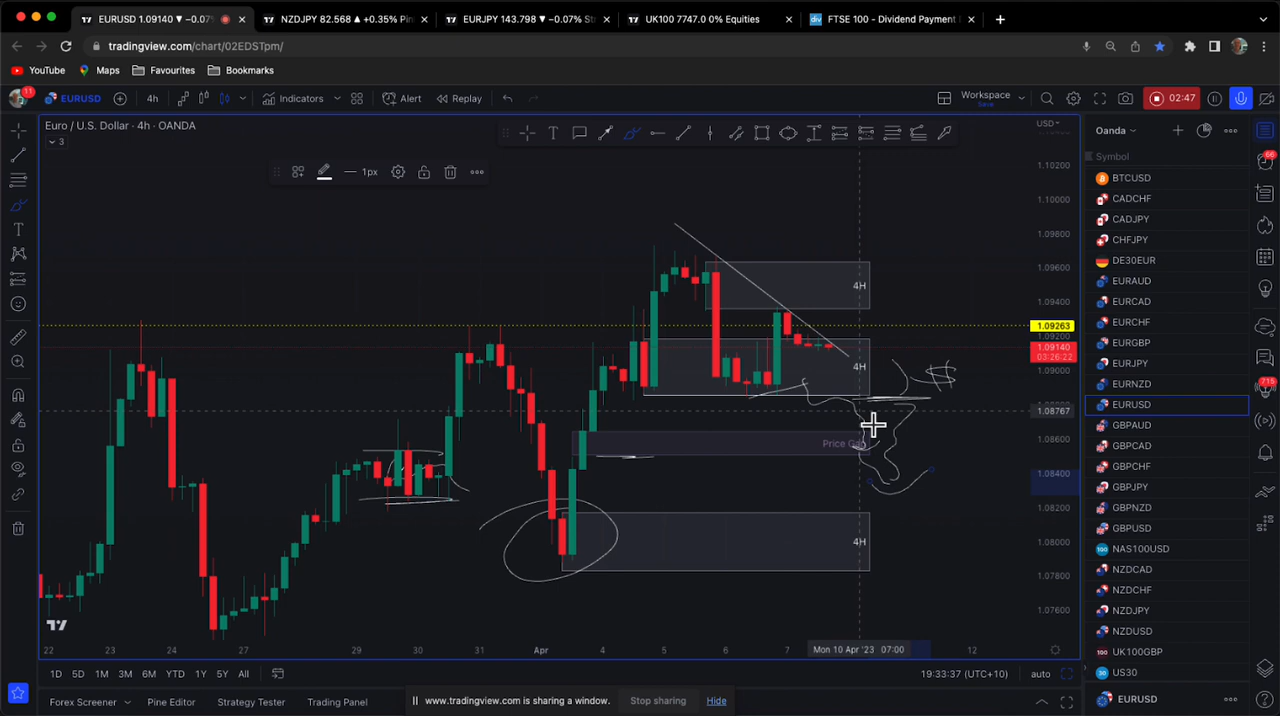 EURUSD 1.09140 ▼ −0.07%
NZDJPY 82.568 ▲ +0.35% Pin
EURJPY 143.798 ▼ −0.07% St
UK100 7747.0 0% Equities
FTSE 100 - Dividend Payment
tradingview.com/chart/02EDSTpm/
YouTube
Maps
Favourites
Bookmarks
11
EURUSD
4h
Indicators
Alert
Replay
Workspace
Save
02:47
Euro / U.S. Dollar · 4h · OANDA
3
T
USD
Oanda
1px
Symbol
66
BTCUSD
CADCHF
CADJPY
CHFJPY
DE30EUR
EURAUD
EURCAD
EURCHF
EURGBP
EURJPY
EURNZD
EURUSD
GBPAUD
GBPCAD
GBPCHF
GBPJPY
GBPNZD
GBPUSD
NAS100USD
NZDCAD
NZDCHF
NZDJPY
NZDUSD
UK100GBP
US30
EURUSD
715
1.10200
1.10000
1.09800
1.09600
1.09400
1.09263
1.09140
03:26:22
1.09000
1.08767
1.08600
1.08400
1.08200
1.08000
1.07800
1.07600
4H
4H
$
Price Ga
4H
22
23
24
27
29
30
31
Apr
4
5
6
7
Mon 10 Apr '23 07:00
12
1D
5D
1M
3M
6M
YTD
1Y
5Y
All
19:33:37 (UTC+10)
auto
Forex Screener
Pine Editor
Strategy Tester
Trading Panel
www.tradingview.com is sharing a window.
Stop sharing
Hide